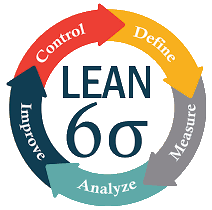 LEAN
6σ
Define
Measure
Analyze
Improve
Control